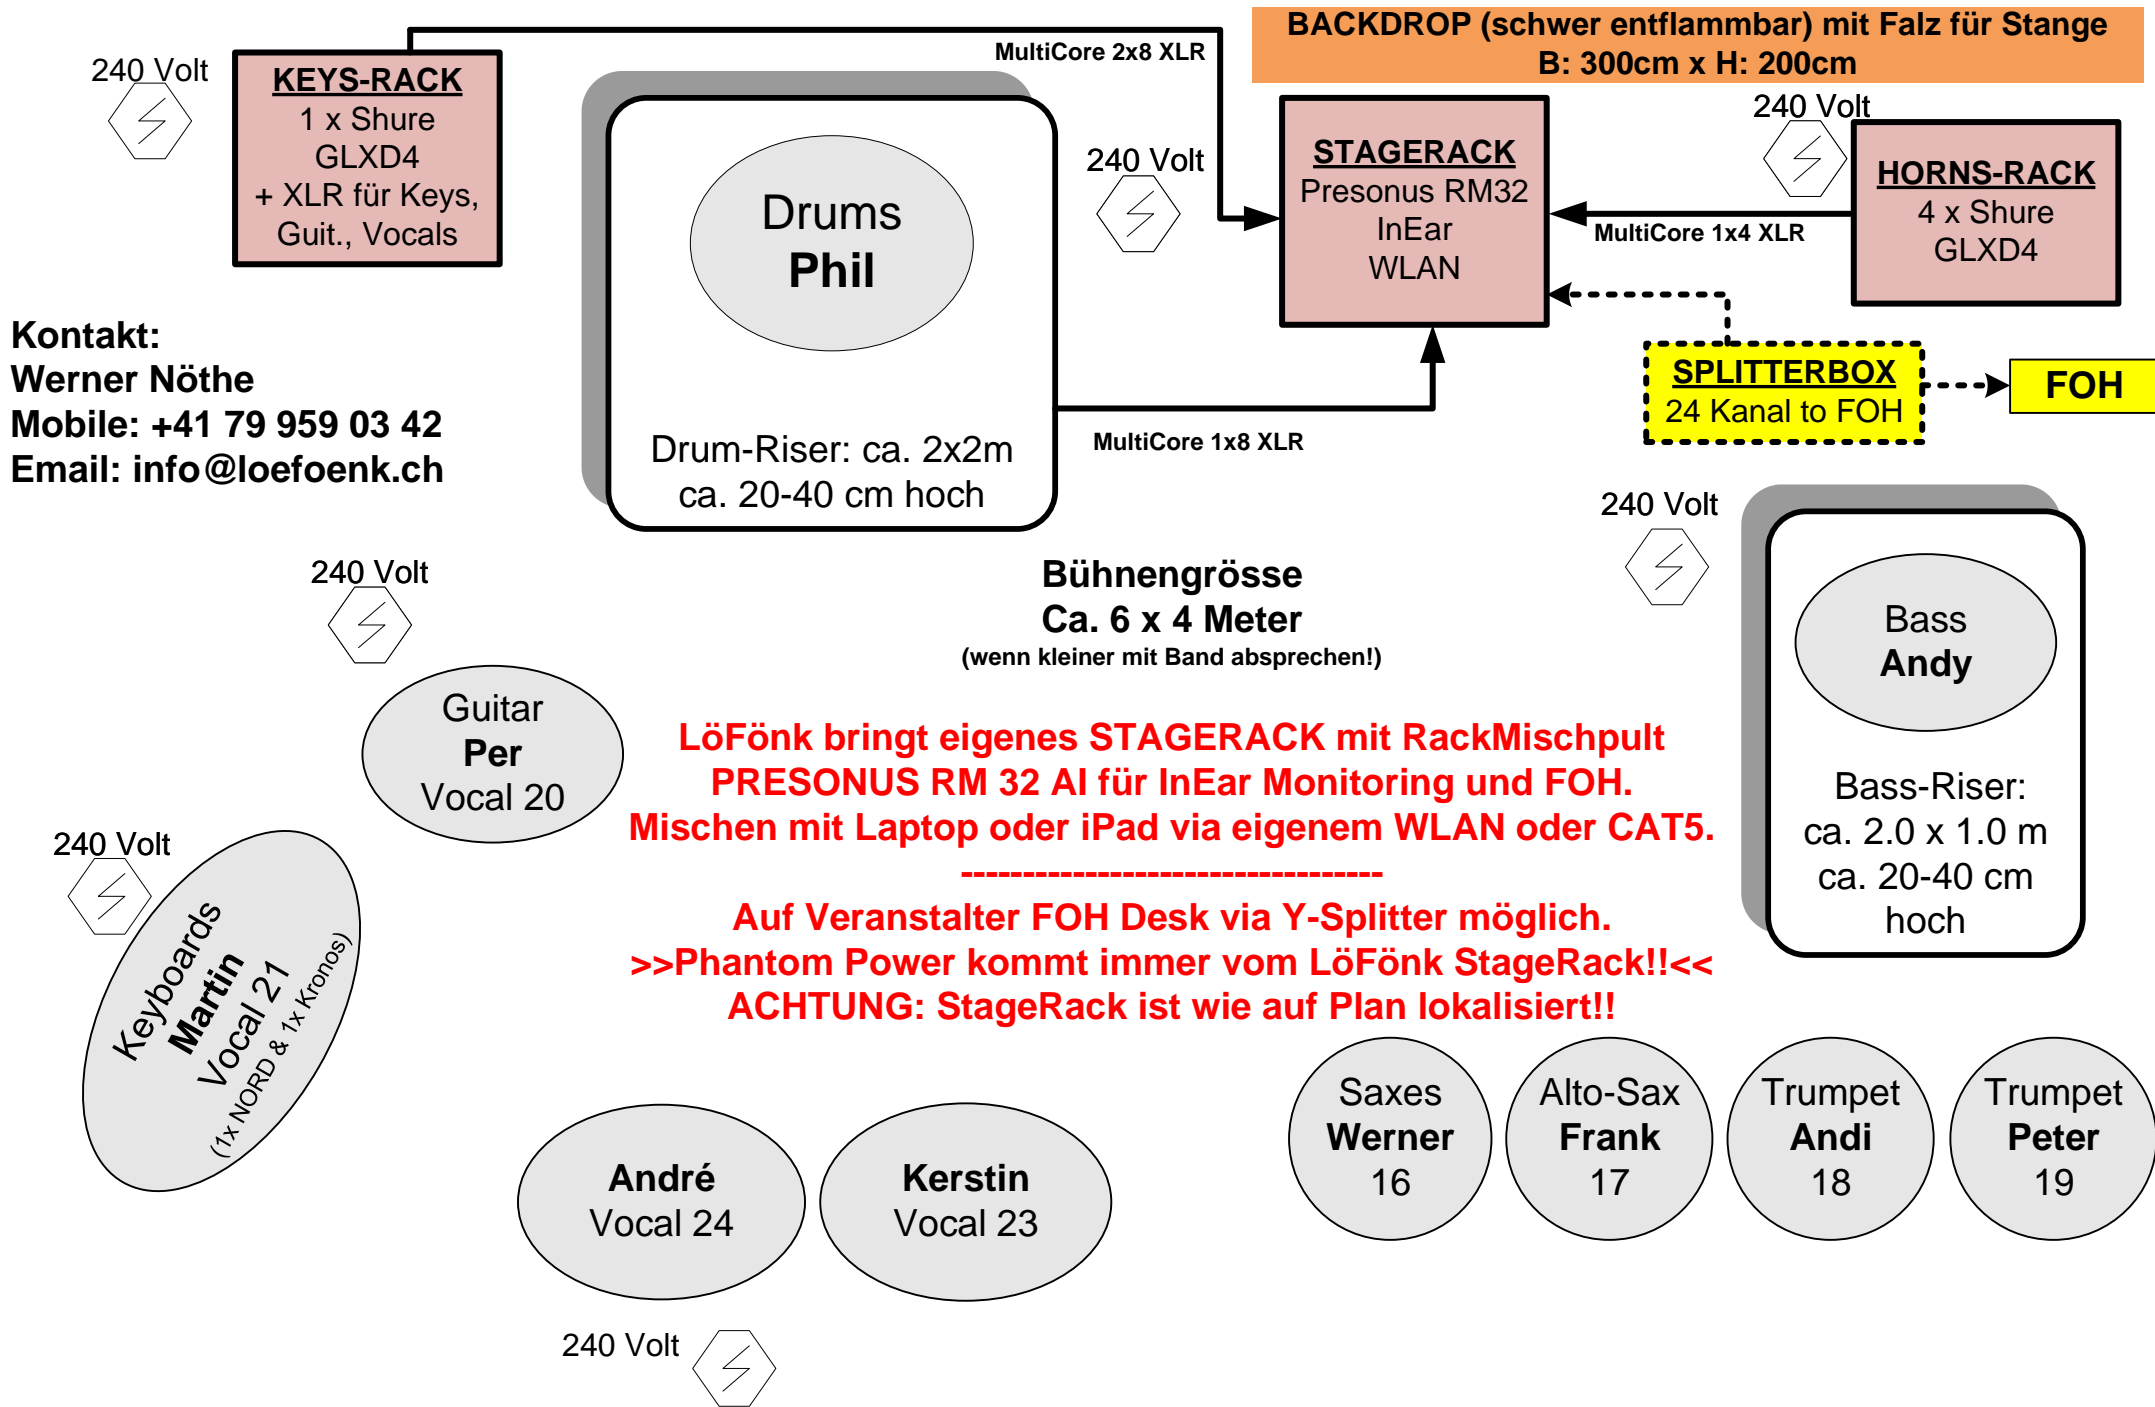 BACKDROP (schwer entflammbar) mit Falz für Stange
B: 300cm x H: 200cm
240 Volt
KEYS-RACK
1 x Shure
GLXD4
+ XLR für Keys,
Guit., Vocals
MultiCore 2x8 XLR
Drums
Phil
Drum-Riser: ca. 2x2m
ca. 20-40 cm hoch
240 Volt
STAGERACK
Presonus RM32
InEar
WLAN
240 Volt
HORNS-RACK
4 x Shure
GLXD4
MultiCore 1x4 XLR
SPLITTERBOX
24 Kanal to FOH
FOH
MultiCore 1x8 XLR
Kontakt:
Werner Nöthe
Mobile: +41 79 959 03 42
Email: info@loefoenk.ch
240 Volt
Bass
Andy
Bass-Riser:
ca. 2.0 x 1.0 m
ca. 20-40 cm
hoch
Bühnengrösse
Ca. 6 x 4 Meter
(wenn kleiner mit Band absprechen!)
240 Volt
Guitar
Per
Vocal 20
LöFönk bringt eigenes STAGERACK mit RackMischpult
PRESONUS RM 32 AI für InEar Monitoring und FOH.
Mischen mit Laptop oder iPad via eigenem WLAN oder CAT5.
----------------------------------
Auf Veranstalter FOH Desk via Y-Splitter möglich.
>>Phantom Power kommt immer vom LöFönk StageRack!!<<
ACHTUNG: StageRack ist wie auf Plan lokalisiert!!
240 Volt
Keyboards
Martin
Vocal 21
(1x NORD & 1x Kronos)
André
Vocal 24
Kerstin
Vocal 23
Saxes
Werner
16
Alto-Sax
Frank
17
Trumpet
Andi
18
Trumpet
Peter
19
240 Volt